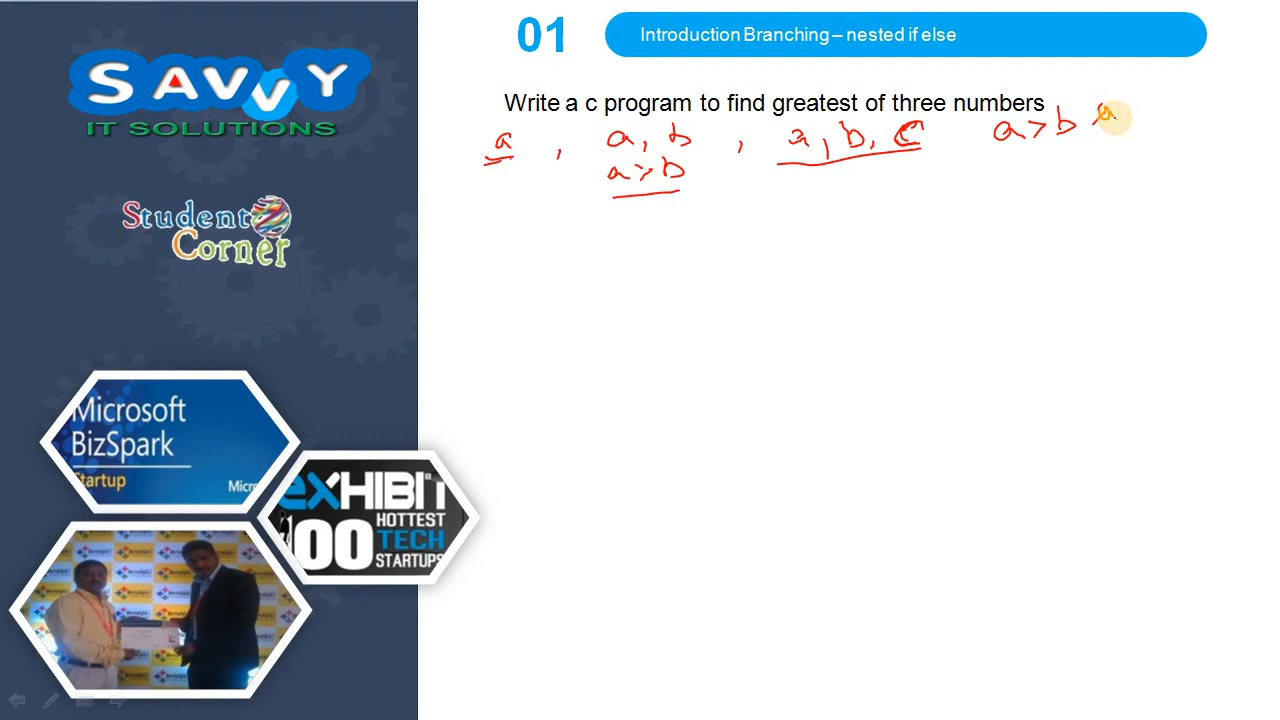 SAVVY
IT SOLUTIONS
Student
Corner
Microsoft
BizSpark
Startup
Micr
eXHIBIT
100
HOTTEST
TECH
STARTUPS
01
Introduction Branching – nested if else
Write a c program to find greatest of three numbers
a , a, b , a, b, c a > b a
a > b